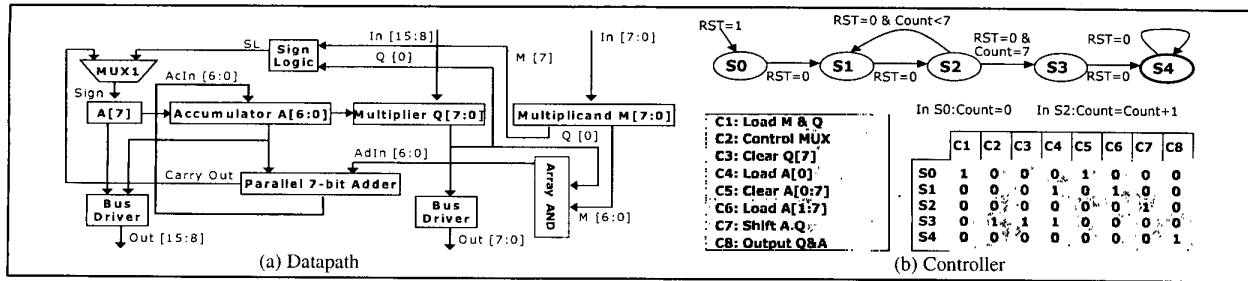 In [15:8]
In [7:0]
SL
Sign Logic
Q [0]
M [7]
MUX1
AcIn [6:0]
Sign
A[7]
Accumulator A[6:0]
Multiplier Q[7:0]
Multiplicand M[7:0]
Q [0]
AdIn [6:0]
Carry Out
Parallel 7-bit Adder
Array AND
Bus Driver
Bus Driver
M [6:0]
Out [15:8]
Out [7:0]
(a) Datapath
RST=1
RST=0 & Count<7
RST=0 & Count=7
RST=0
S0
S1
S2
S3
S4
RST=0
RST=0
RST=0
In S0:Count=0
In S2:Count=Count+1
C1: Load M & Q
C2: Control MUX
C3: Clear Q[7]
C4: Load A[0]
C5: Clear A[0:7]
C6: Load A[1:7]
C7: Shift A.Q
C8: Output Q&A
C1 C2 C3 C4 C5 C6 C7 C8
S0 1 0 0 0 1 0 0 0
S1 0 0 0 1 0 1 0 0
S2 0 0 0 0 0 0 1 0
S3 0 1 1 1 0 0 0 0
S4 0 0 0 0 0 0 0 1
(b) Controller